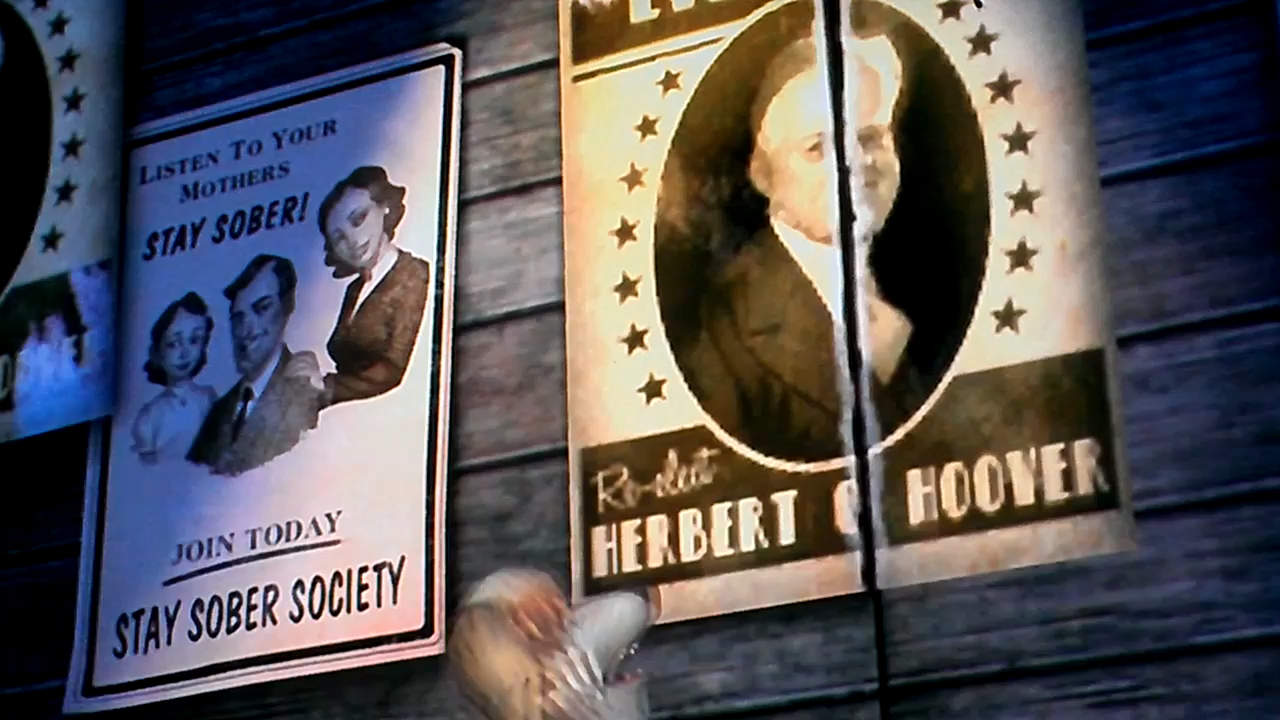 LISTEN TO YOUR
MOTHERS
STAY SOBER!
JOIN TODAY
STAY SOBER SOCIETY
Re-elect
HERBERT C HOOVER